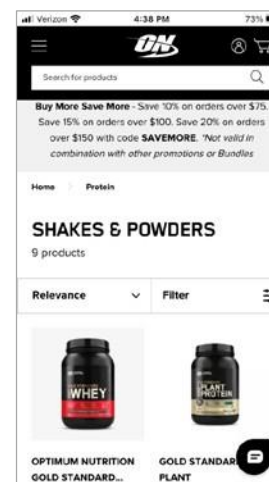 Verizon
4:38 PM
73%
ON
Search for products
Buy More Save More - Save 10% on orders over $75.
Save 15% on orders over $100. Save 20% on orders
over $150 with code SAVEMORE. *Not valid in
combination with other promotions or Bundles
Home
Protein
SHAKES & POWDERS
9 products
Relevance
Filter
WHEY
PLANT
PROTEIN
OPTIMUM NUTRITION
GOLD STANDARD...
GOLD STANDAR
PLANT